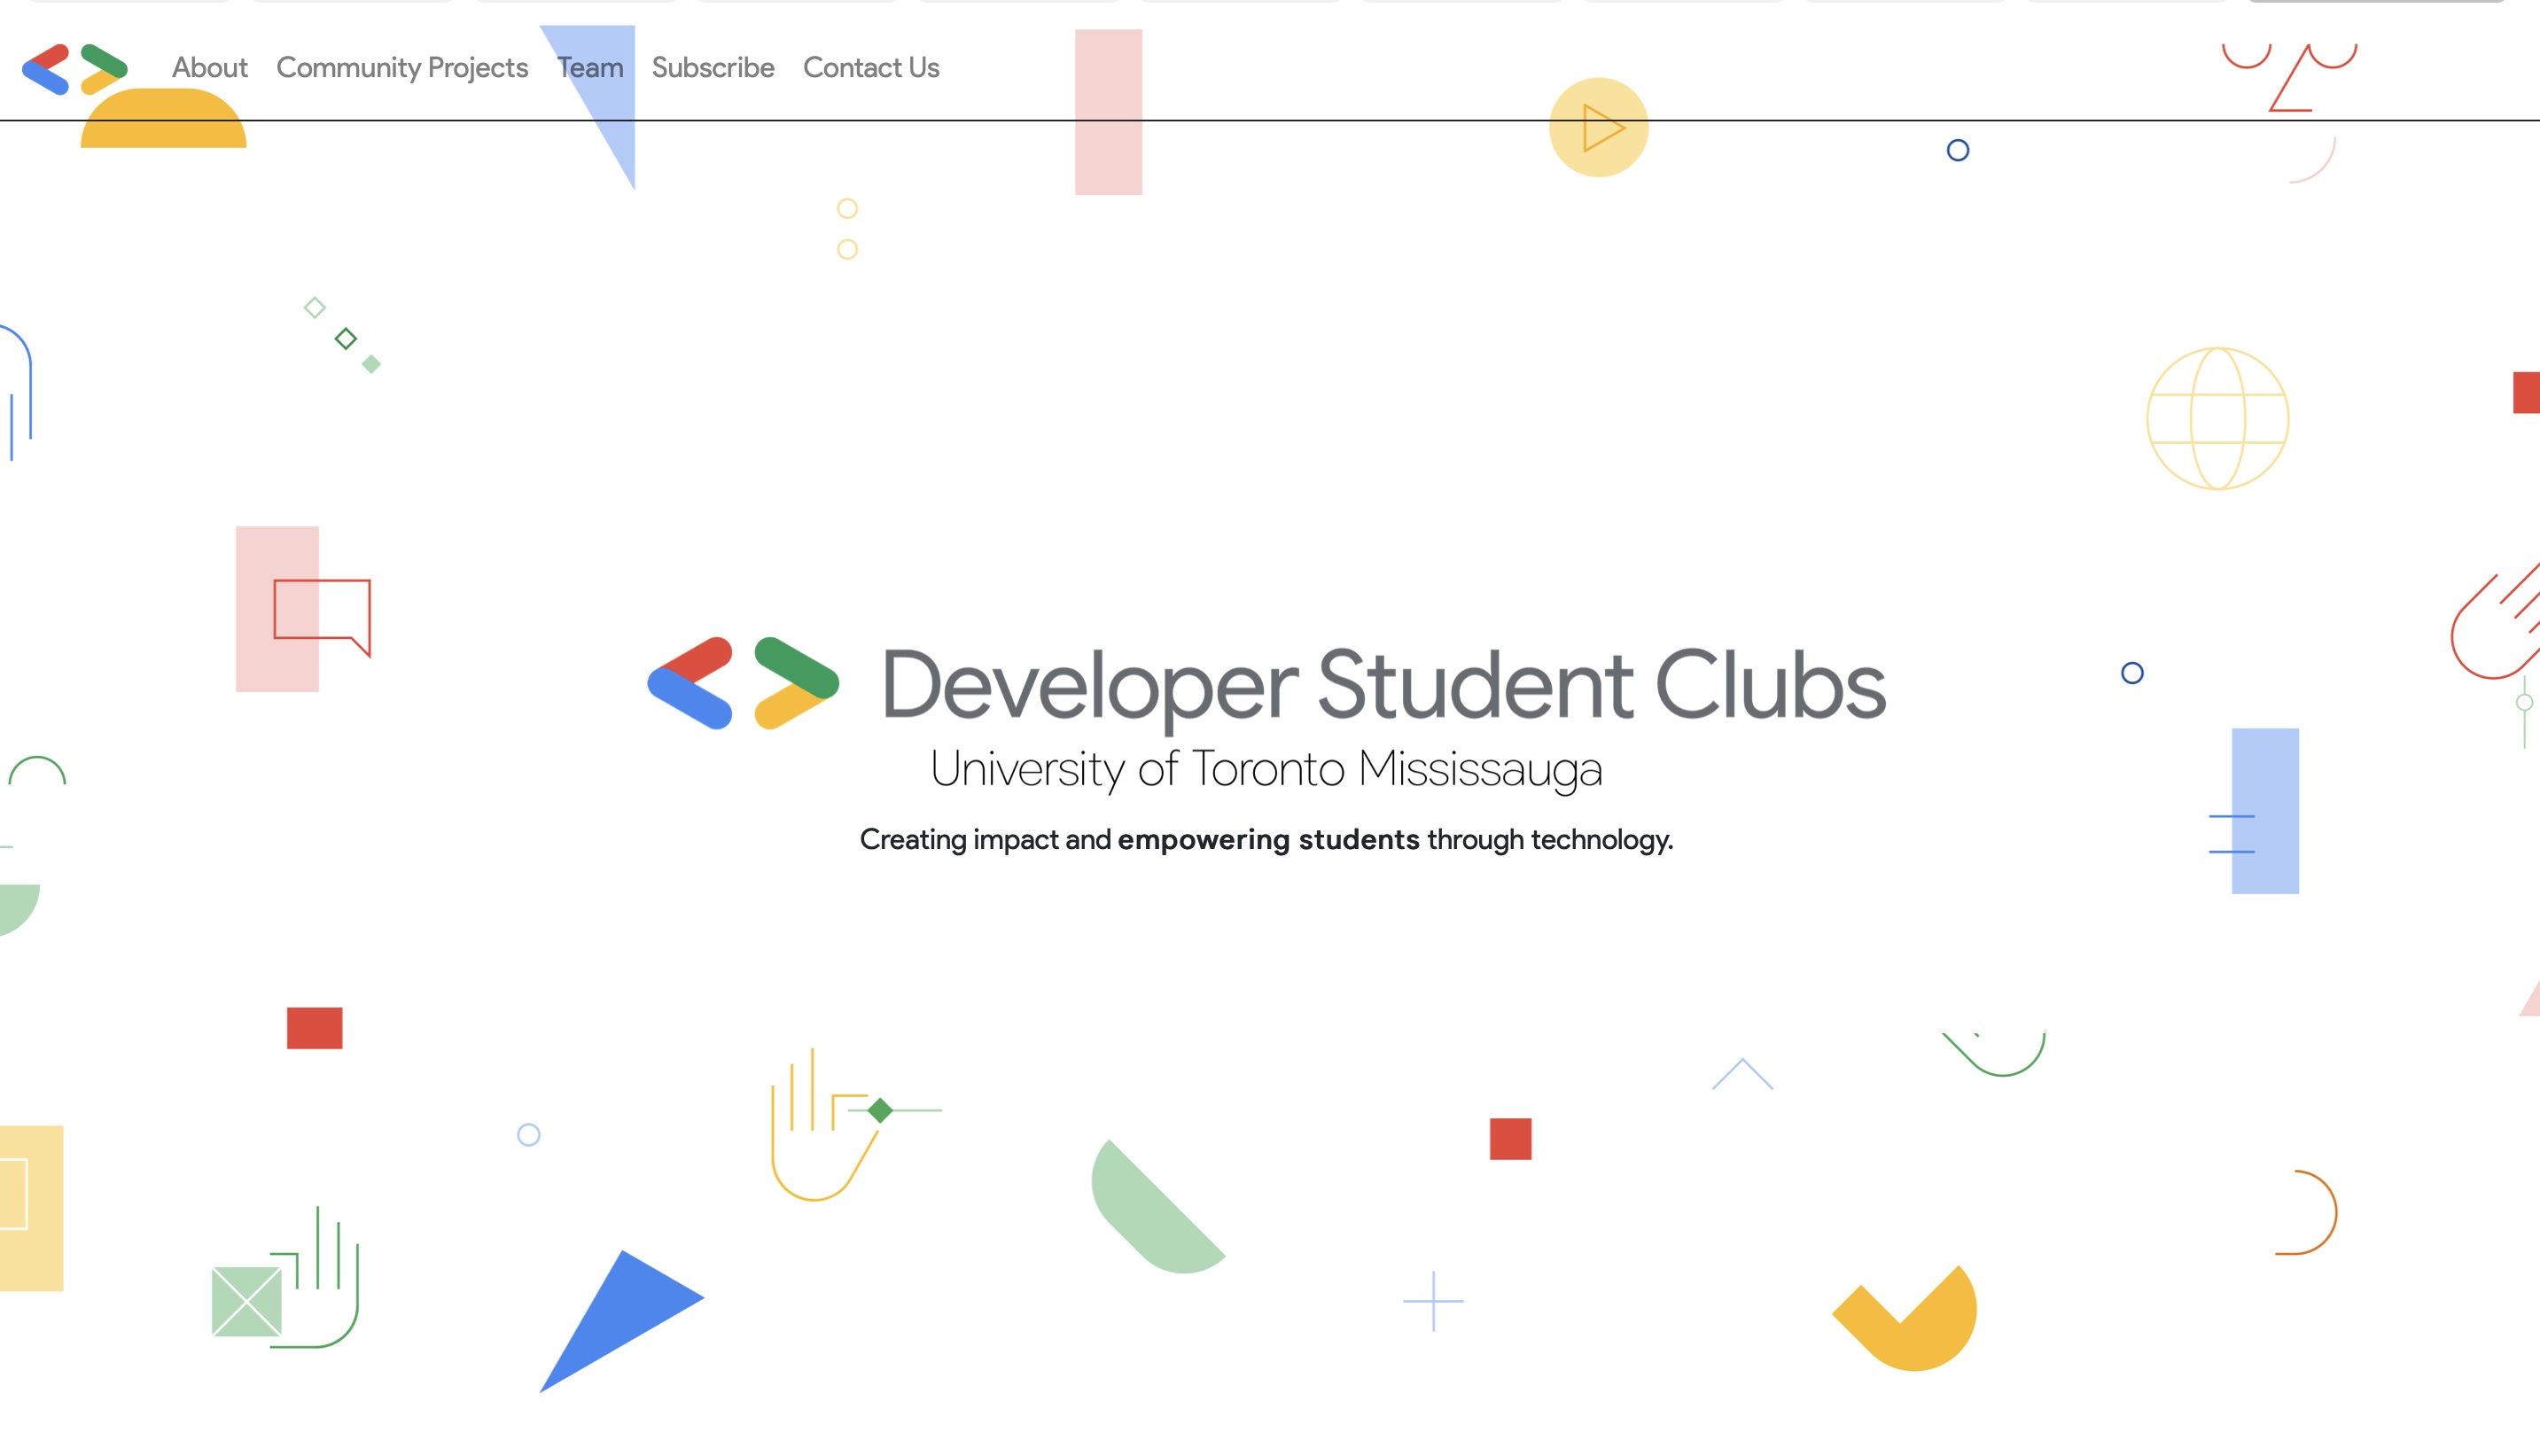 About Community Projects Team Subscribe Contact Us
Developer Student Clubs
University of Toronto Mississauga
Creating impact and empowering students through technology.